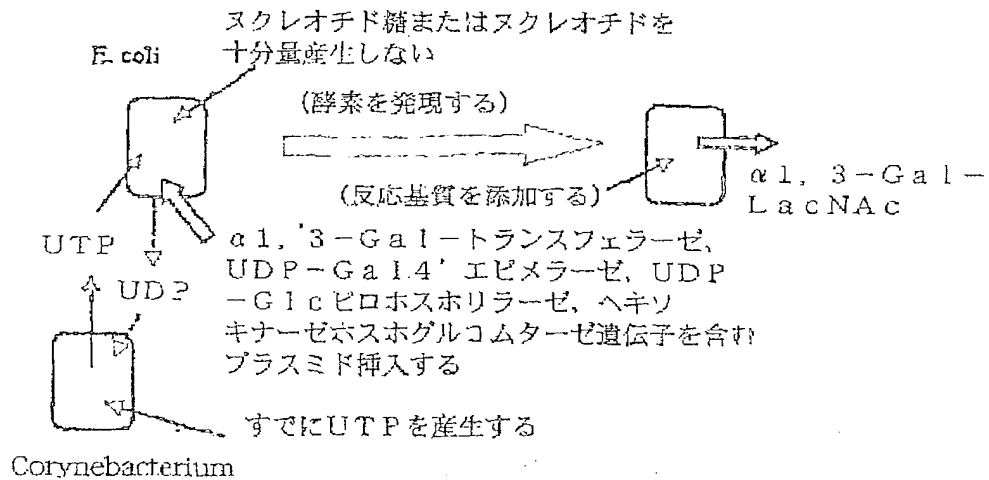 ヌクレオチド糖またはヌクレオチドを
十分量産生しない
E. coli
(酵素を発現する)
(反応基質を添加する)
α1, 3-Gal-
LacNAc
UTP
UDP
α1, '3-Gal-トランスフェラーゼ、
UDP-Gal4' エピメラーゼ、UDP
-Glcピロホスホリラーゼ、ヘキソ
キナーゼホスホグルコムターゼ遺伝子を含む
プラスミド挿入する
すでにUTPを産生する
Corynebacterium